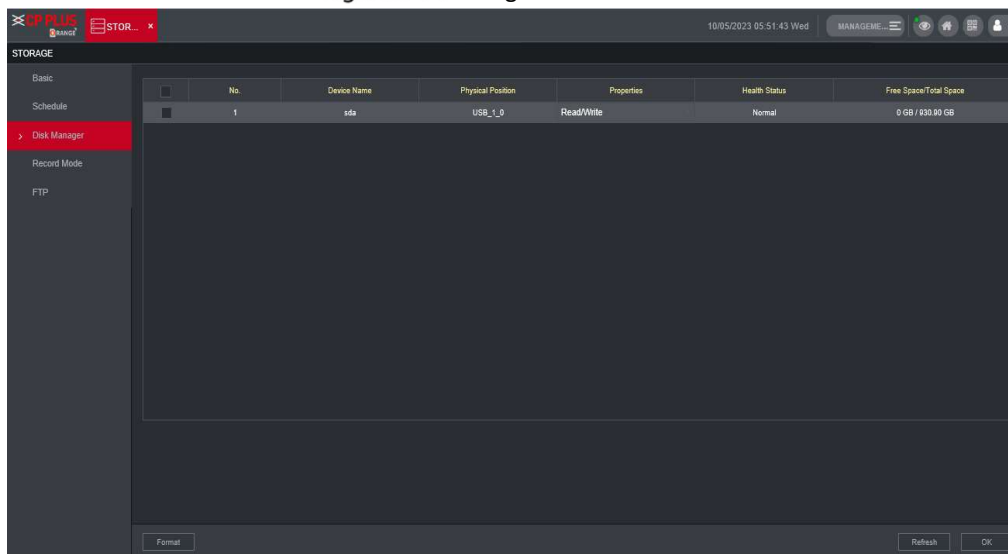 CP PLUS
ORANGE
STOR...
×
10/05/2023 05:51:43 Wed
MANAGEME...
STORAGE
Basic
Schedule
Disk Manager
Record Mode
FTP
No. Device Name Physical Position Properties Health Status Free Space/Total Space
1 sda USB_1_0 Read/Write Normal 0 GB / 930.90 GB
Format Refresh OK